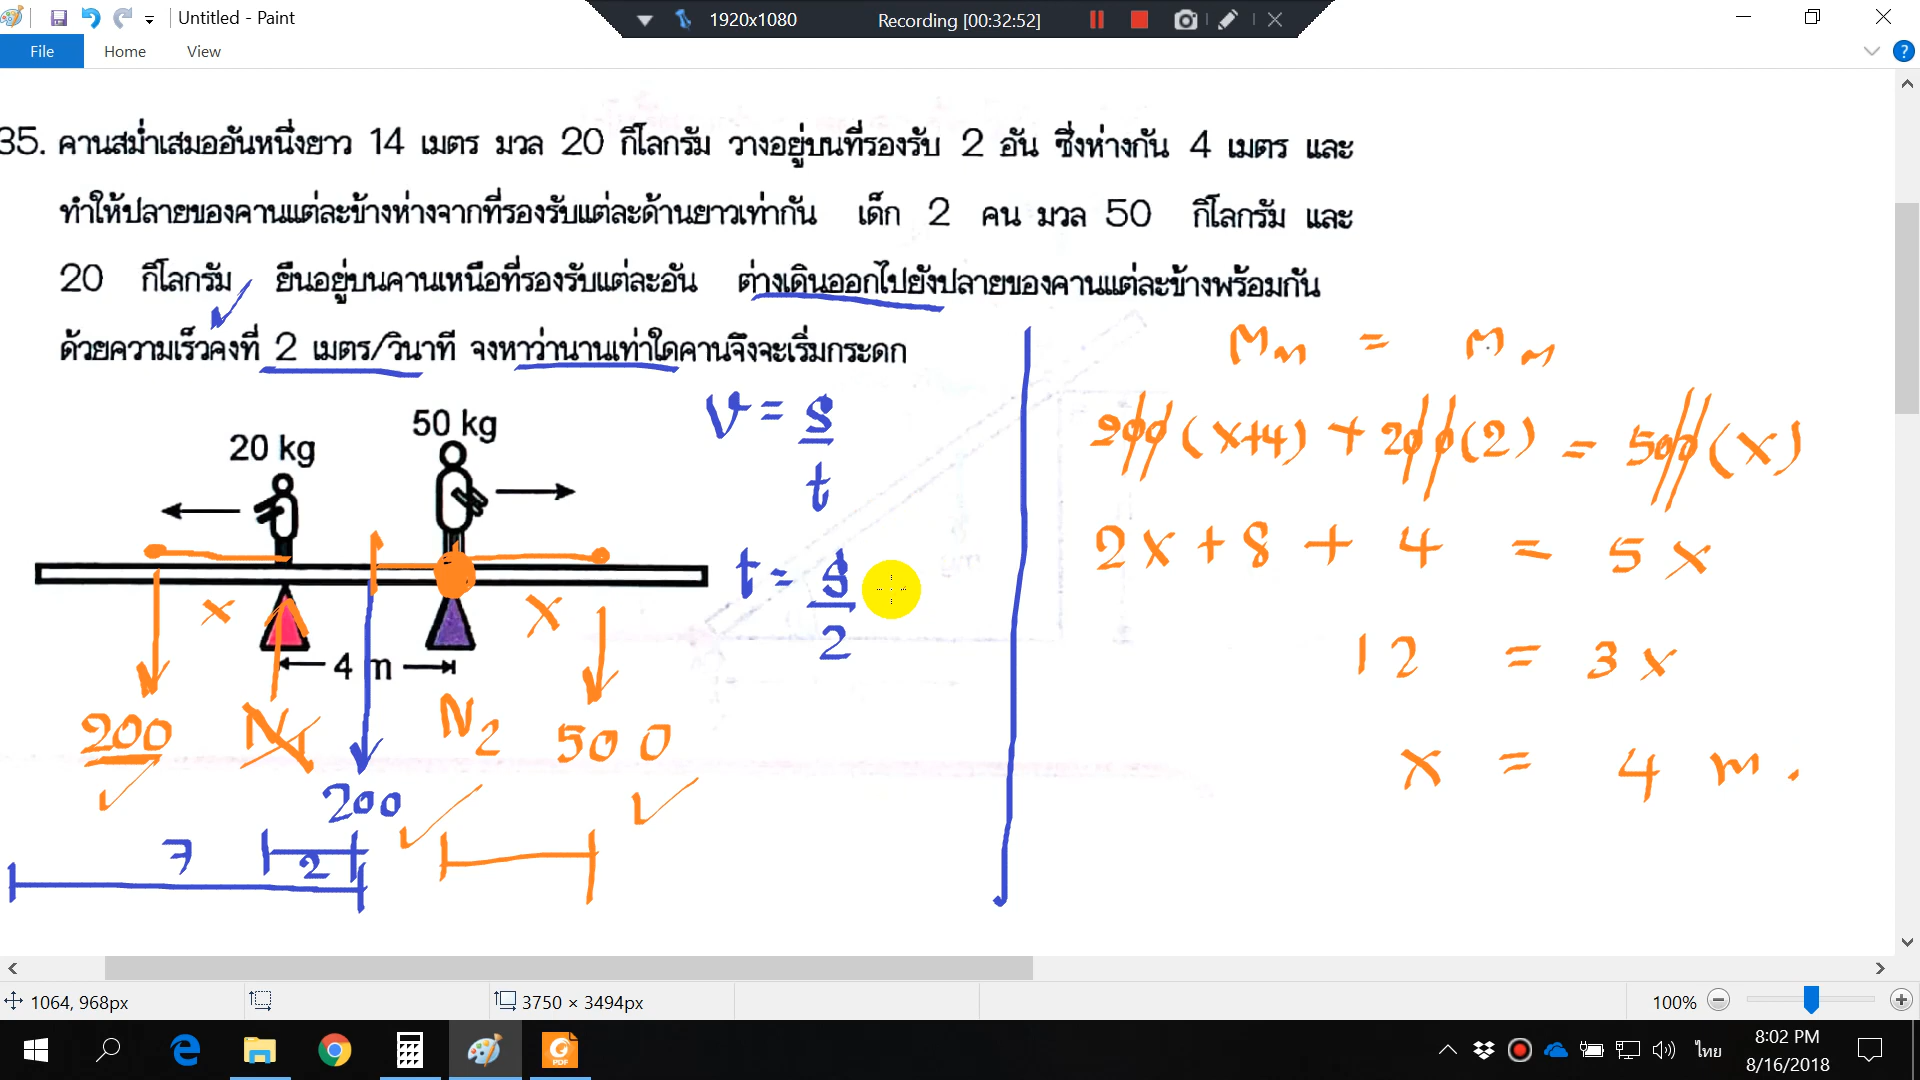 Untitled - Paint
1920x1080
Recording [00:32:52]
File Home View
35. คานสม่ำเสมออันหนึ่งยาว 14 เมตร มวล 20 กิโลกรัม วางอยู่บนที่รองรับ 2 อัน ซึ่งห่างกัน 4 เมตร และ
ทำให้ปลายของคานแต่ละข้างห่างจากที่รองรับแต่ละด้านยาวเท่ากัน เด็ก 2 คน มวล 50 กิโลกรัม และ
20 กิโลกรัม ยืนอยู่บนคานเหนือที่รองรับแต่ละอัน ต่างเดินออกไปยังปลายของคานแต่ละข้างพร้อมกัน
ด้วยความเร็วคงที่ 2 เมตร/วินาที จงหาว่านานเท่าใดคานจึงจะเริ่มกระดก
20 kg
50 kg
x
x
4 m
200
N1
N2
500
200
7
2
v = s
t
t = s
2
M = M
200(x+4) + 200(2) = 500(x)
2x + 8 + 4 = 5x
12 = 3x
x = 4 m.
1064, 968px
3750 × 3494px
100%
PDF
ไทย
8:02 PM
8/16/2018